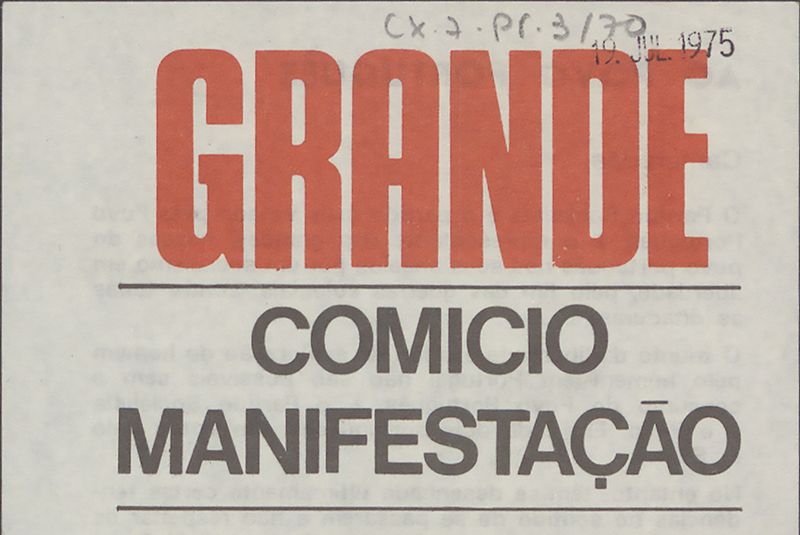 Cx.7.Pr.3/70
19. JUL. 1975
GRANDE
COMICIO
MANIFESTAÇÃO